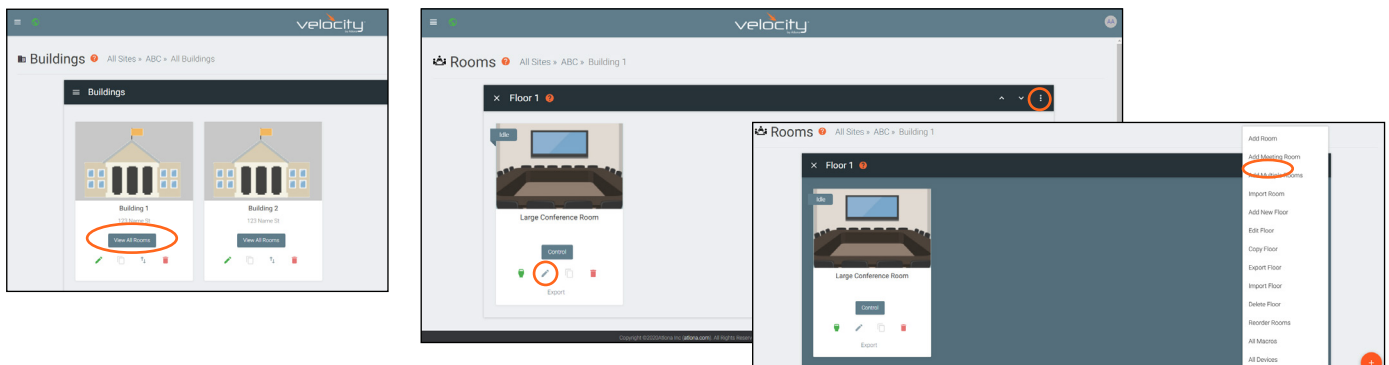 velocity
Buildings ? All Sites » ABC » All Buildings
Buildings
Building 1
123 Name St
View All Rooms
Building 2
123 Name St
View All Rooms
velocity
AA
Rooms ? All Sites » ABC » Building 1
Floor 1 ?
Idle
Large Conference Room
Control
Export
Copyright ©2020Atlona Inc (atlona.com). All Rights Reserv
Rooms ? All Sites » ABC » Building 1
Floor 1 ?
Idle
Large Conference Room
Control
Export
Add Room
Add Meeting Room
Add Multiple Rooms
Import Room
Add New Floor
Edit Floor
Copy Floor
Export Floor
Import Floor
Delete Floor
Reorder Rooms
All Macros
All Devices